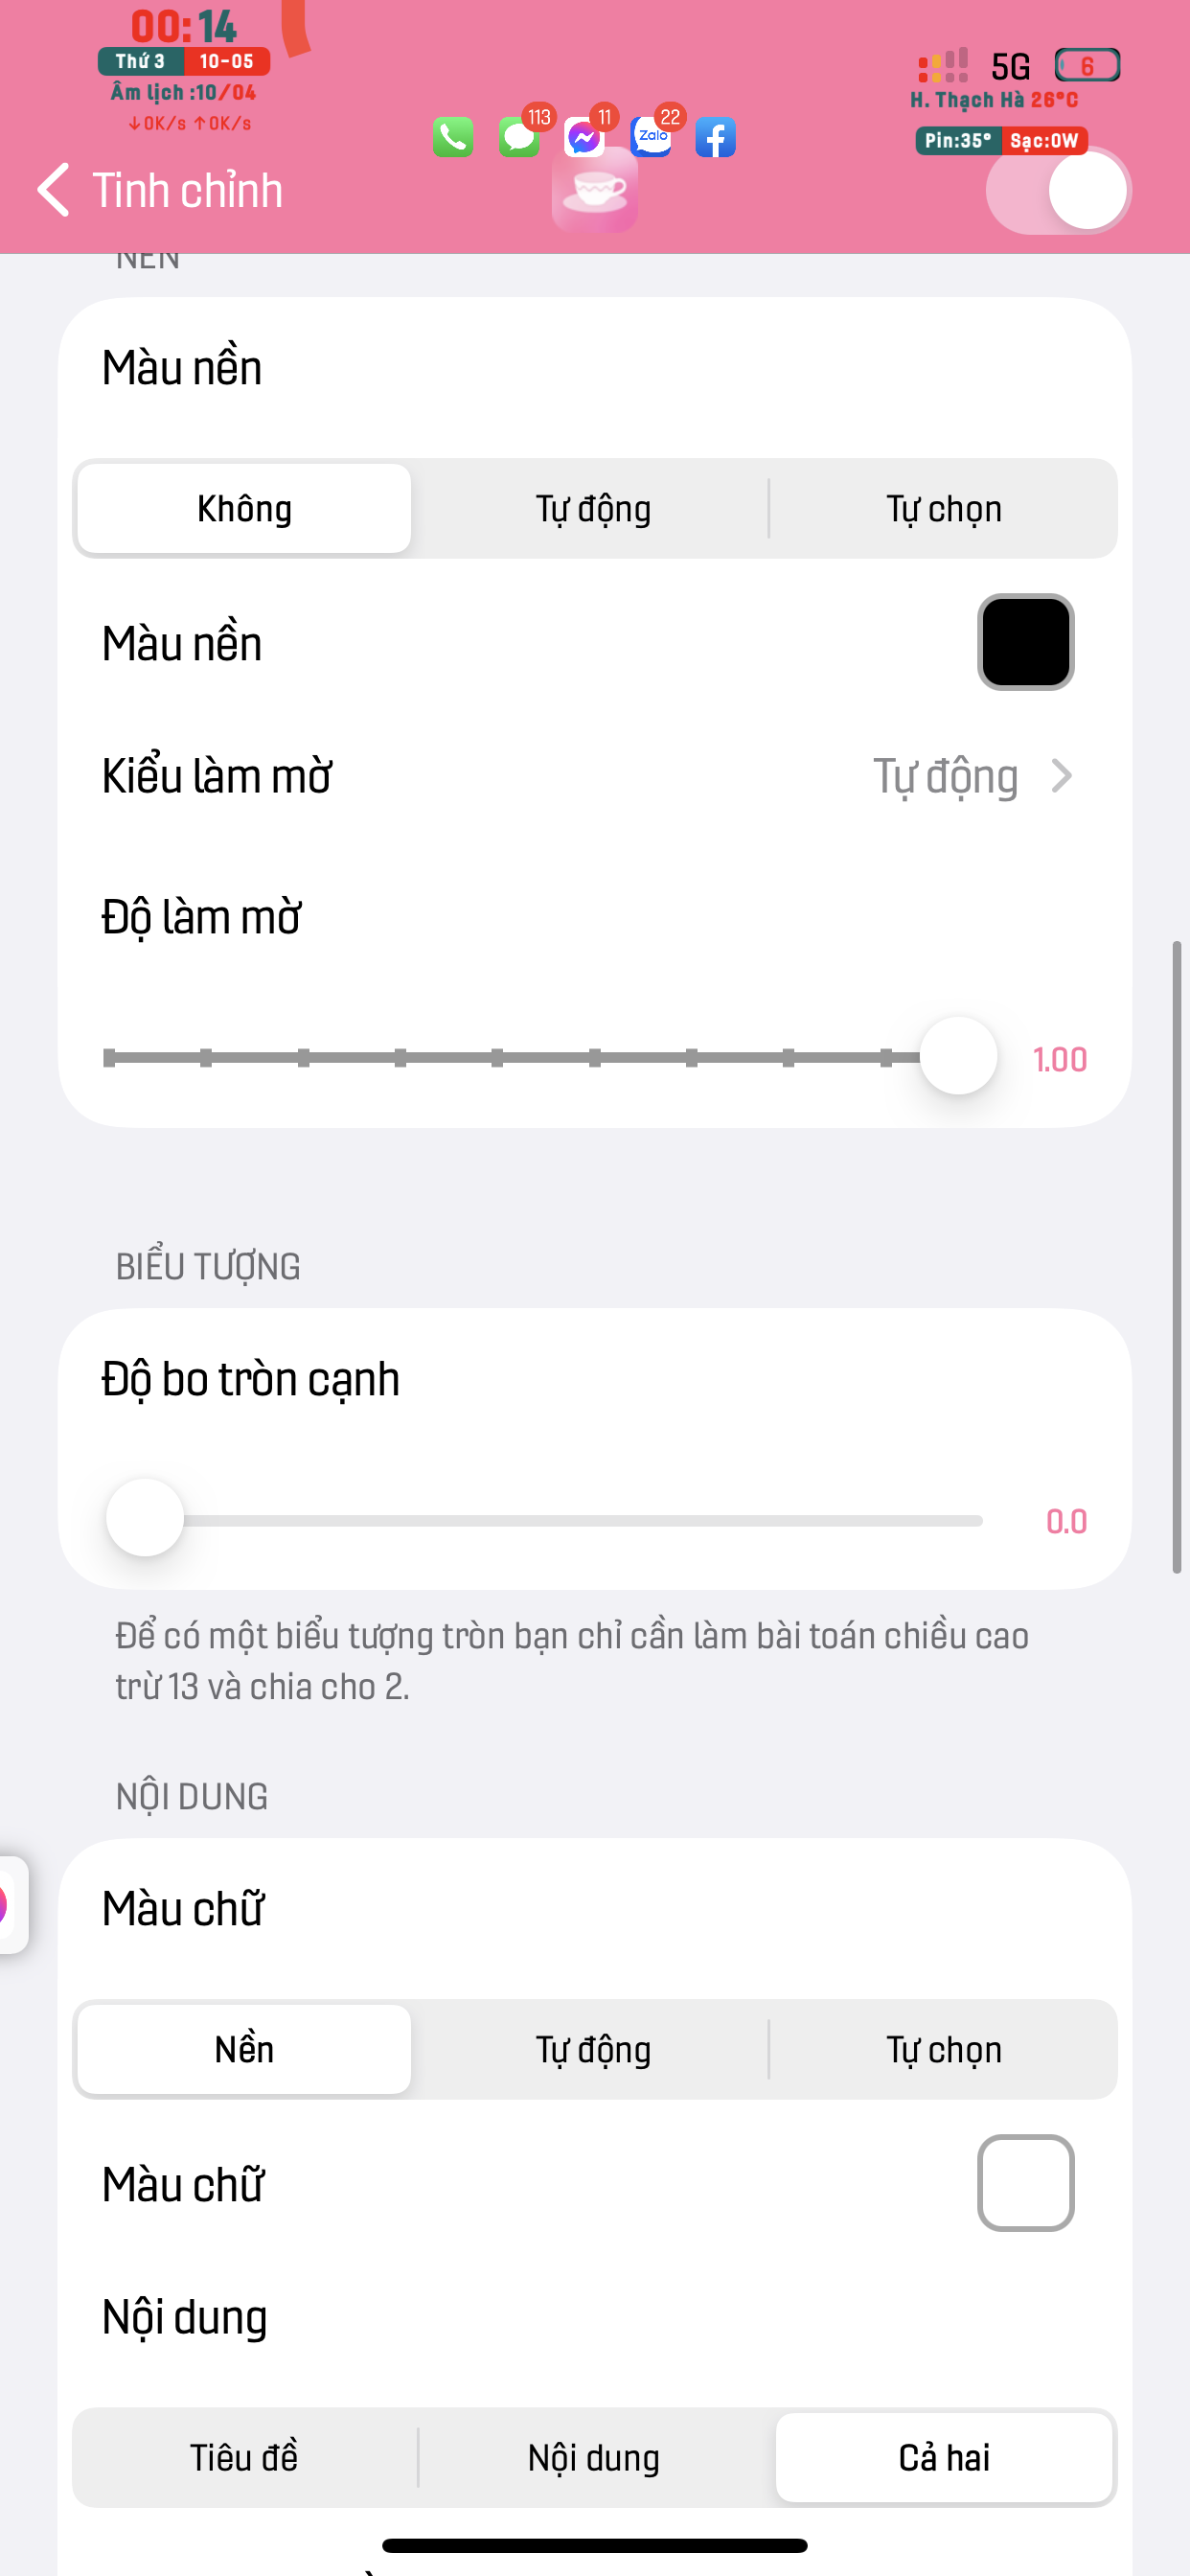 00:14
Thứ 3 10-05
Âm lịch :10/04
↓0K/s ↑0K/s
5G 6
H. Thạch Hà 26°C
Pin:35° Sạc:0W
113 11 22
Zalo
Tinh chỉnh
NỀN
Màu nền
Không Tự động Tự chọn
Màu nền
Kiểu làm mờ Tự động
Độ làm mờ
1.00
BIỂU TƯỢNG
Độ bo tròn cạnh
0.0
Để có một biểu tượng tròn bạn chỉ cần làm bài toán chiều cao
trừ 13 và chia cho 2.
NỘI DUNG
Màu chữ
Nền Tự động Tự chọn
Màu chữ
Nội dung
Tiêu đề Nội dung Cả hai